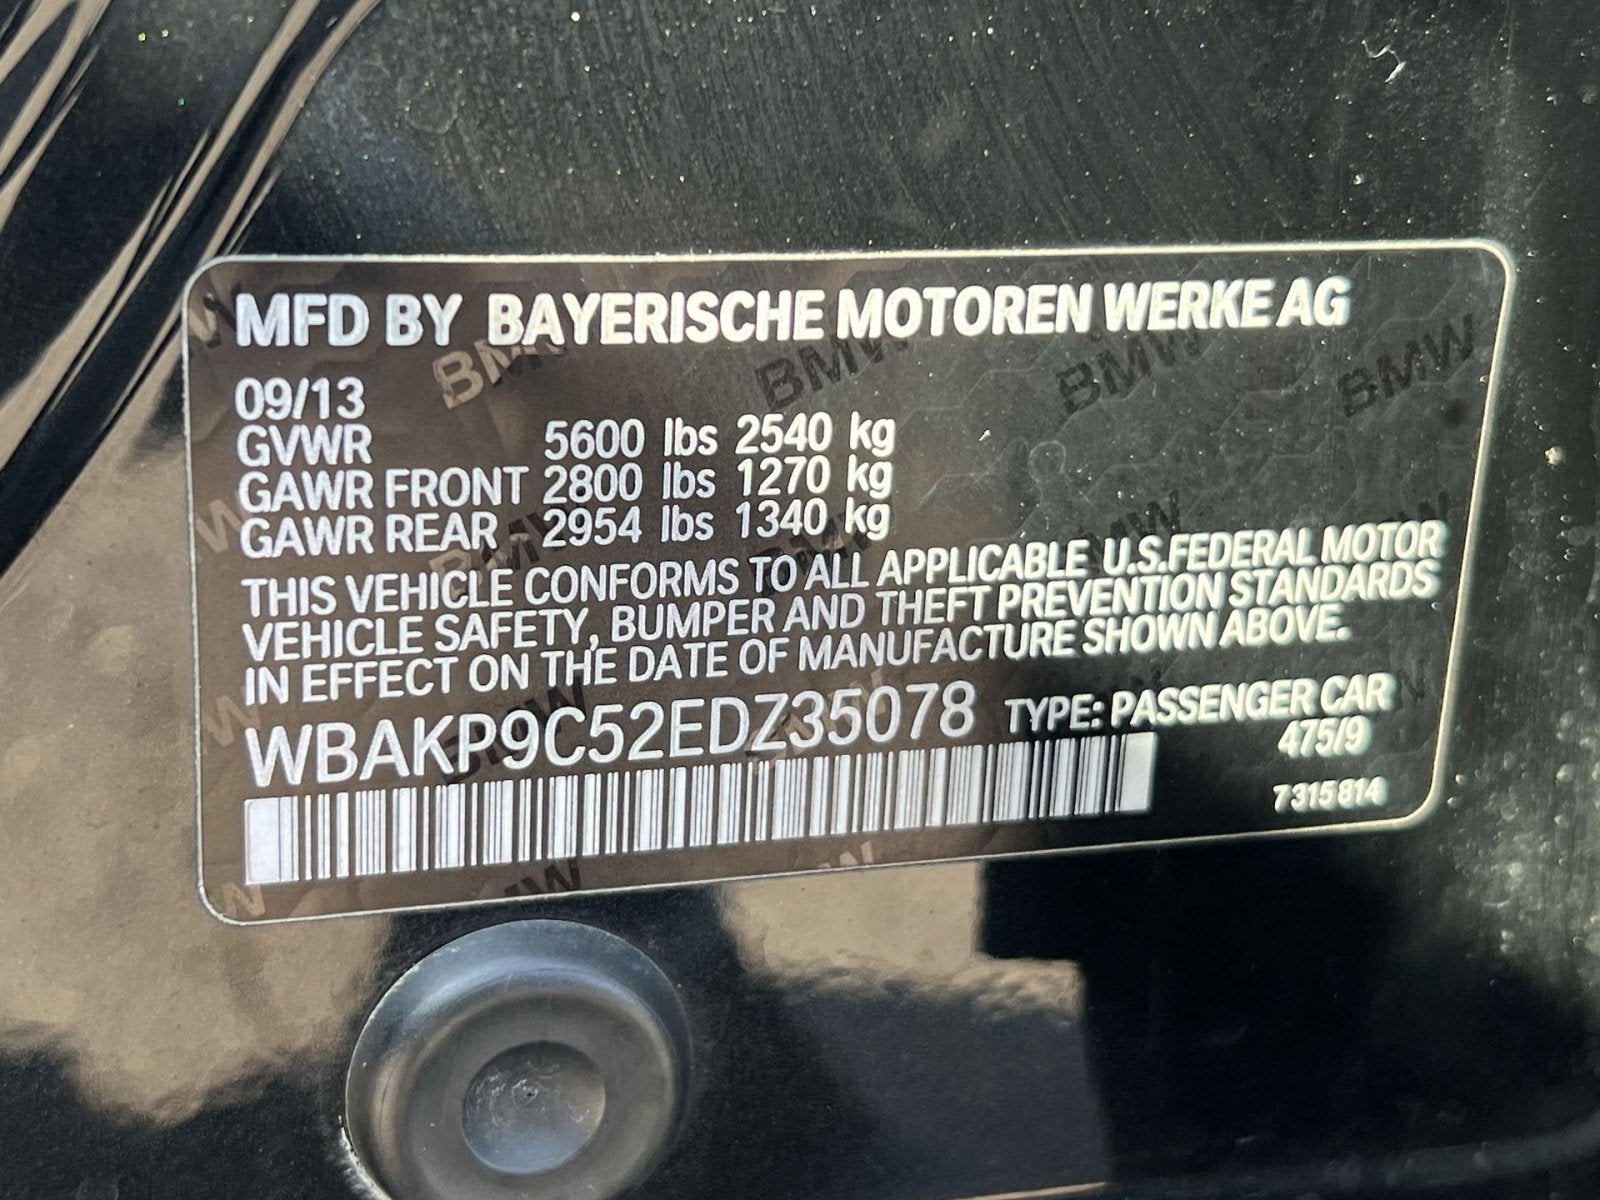 MFD BY BAYERISCHE MOTOREN WERKE AG
09/13
GVWR 5600 lbs 2540 kg
GAWR FRONT 2800 lbs 1270 kg
GAWR REAR 2954 lbs 1340 kg
THIS VEHICLE CONFORMS TO ALL APPLICABLE U.S.FEDERAL MOTOR
VEHICLE SAFETY, BUMPER AND THEFT PREVENTION STANDARDS
IN EFFECT ON THE DATE OF MANUFACTURE SHOWN ABOVE.
WBAKP9C52EDZ35078 TYPE: PASSENGER CAR
475/9
7 315 814